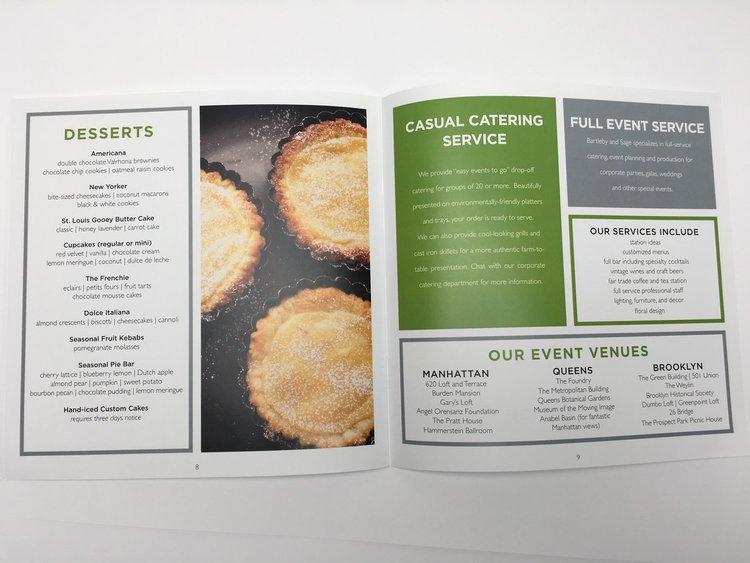 DESSERTS
Americana
double chocolate Valrhona brownies
chocolate chip cookies | oatmeal raisin cookies
New Yorker
bite-sized cheesecakes | coconut macarons
black & white cookies
St. Louis Gooey Butter Cake
classic | honey lavender | carrot cake
Cupcakes (regular or mini)
red velvet | vanilla | chocolate cream
lemon meringue | coconut | dulce de leche
The Frenchie
eclairs | petits fours | fruit tarts
chocolate mousse cakes
Dolce Italiana
almond crescents | biscotti | cheesecakes | cannoli
Seasonal Fruit Kebabs
pomegranate molasses
Seasonal Pie Bar
cherry lattice | blueberry lemon | Dutch apple
almond pear | pumpkin | sweet potato
bourbon pecan | chocolate pudding | lemon meringue
Hand-iced Custom Cakes
requires three days notice
8
CASUAL CATERING
SERVICE
We provide "easy events to go" drop-off
catering for groups of 20 or more. Beautifully
presented on environmentally-friendly platters
and trays, your order is ready to serve.
We can also provide cool-looking grills and
cast iron skillets for a more authentic farm-to-
table presentation. Chat with our corporate
catering department for more information.
FULL EVENT SERVICE
Bartleby and Sage specializes in full-service
catering, event planning and production for
corporate parties, galas, weddings
and other special events.
OUR SERVICES INCLUDE
station ideas
customized menus
full bar including specialty cocktails
vintage wines and craft beers
fair trade coffee and tea station
full service professional staff
lighting, furniture, and decor
floral design
OUR EVENT VENUES
MANHATTAN
620 Loft and Terrace
Burden Mansion
Gary's Loft
Angel Orensanz Foundation
The Pratt House
Hammerstein Ballroom
QUEENS
The Foundry
The Metropolitan Building
Queens Botanical Gardens
Museum of the Moving Image
Anabel Basin (for fantastic
Manhattan views)
BROOKLYN
The Green Building | 501 Union
The Weylin
Brooklyn Historical Society
Dumbo Loft | Greenpoint Loft
26 Bridge
The Prospect Park Picnic House
9